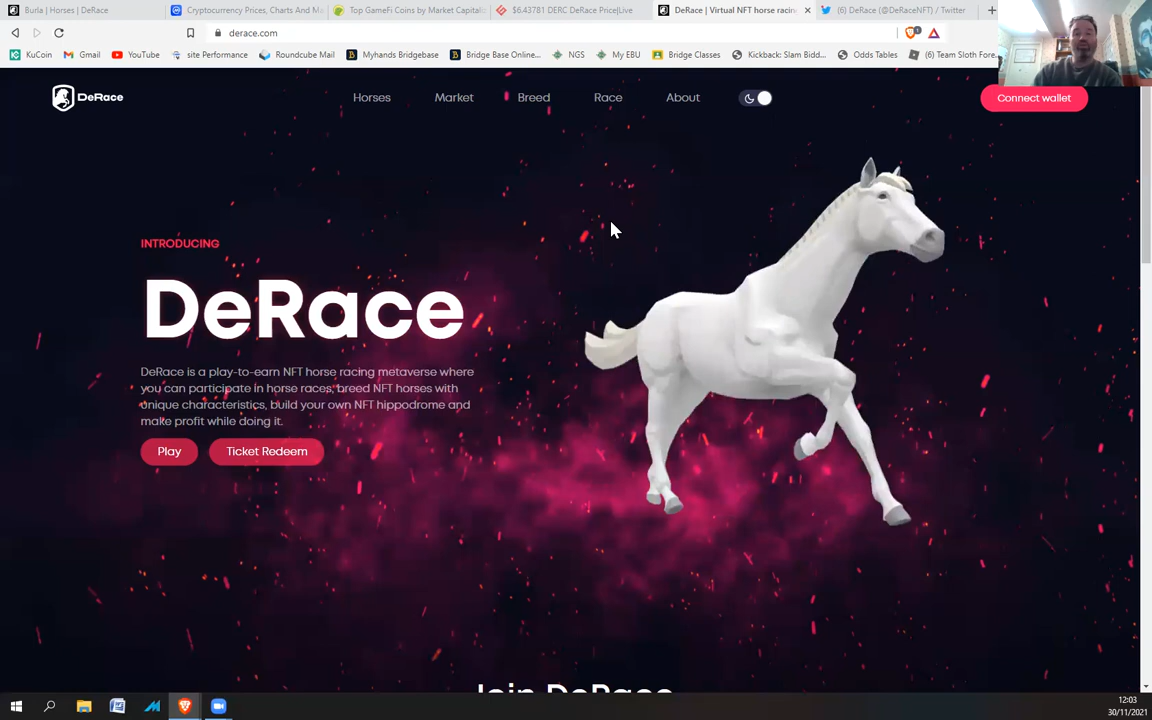 Burla | Horses | DeRace
Cryptocurrency Prices, Charts And Ma
Top GameFi Coins by Market Capitali
$6.43781 DERC DeRace Price|Live
DeRace | Virtual NFT horse racing
(6) DeRace (@DeRaceNFT) / Twitter
derace.com
1
KuCoin
Gmail
YouTube
site Performance
Roundcube Mail
Myhands Bridgebase
Bridge Base Online...
NGS
My EBU
Bridge Classes
Kickback: Slam Bidd...
Odds Tables
(6) Team Sloth Fore...
DeRace
Horses
Market
Breed
Race
About
Connect wallet
INTRODUCING
DeRace
DeRace is a play-to-earn NFT horse racing metaverse where
you can participate in horse races, breed NFT horses with
unique characteristics, build your own NFT hippodrome and
make profit while doing it.
Play
Ticket Redeem
Join DeRace
12:03
30/11/2021